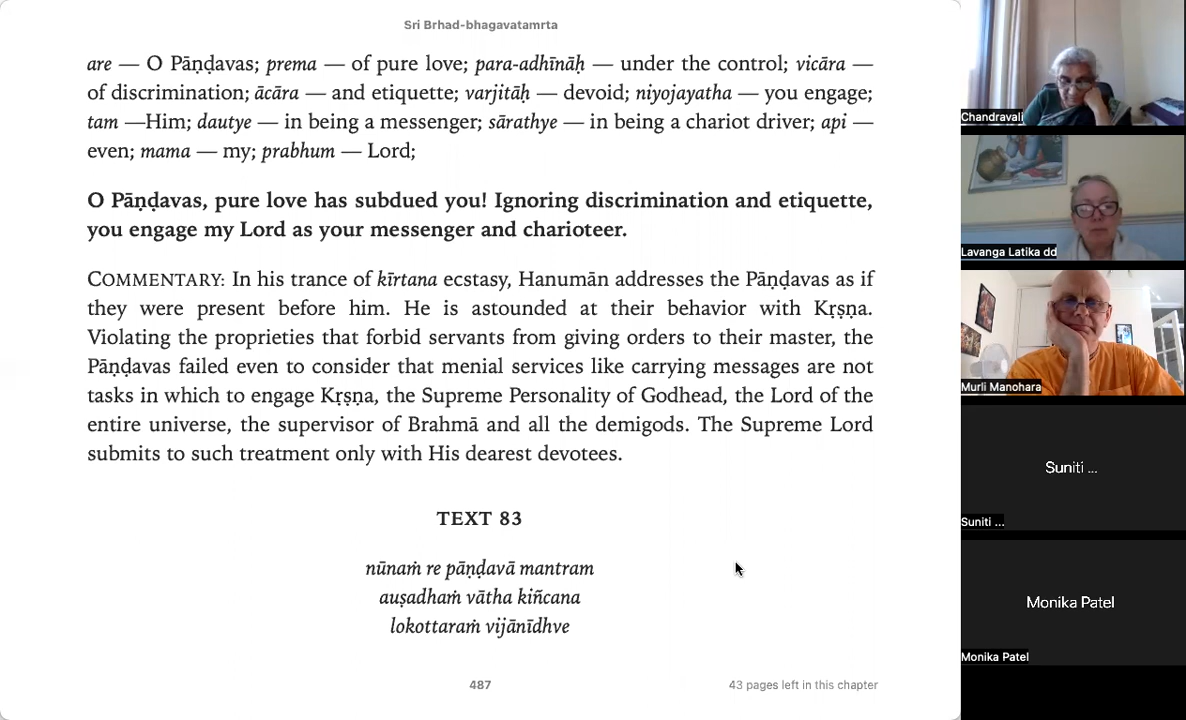 Sri Brhad-bhagavatamrta
are — O Pāṇḍavas; prema — of pure love; para-adhīnāḥ — under the control; vicāra —
of discrimination; ācāra — and etiquette; varjitāḥ — devoid; niyojayatha — you engage;
tam —Him; dautye — in being a messenger; sārathye — in being a chariot driver; api —
even; mama — my; prabhum — Lord;
O Pāṇḍavas, pure love has subdued you! Ignoring discrimination and etiquette,
you engage my Lord as your messenger and charioteer.
COMMENTARY: In his trance of kīrtana ecstasy, Hanumān addresses the Pāṇḍavas as if
they were present before him. He is astounded at their behavior with Kṛṣṇa.
Violating the proprieties that forbid servants from giving orders to their master, the
Pāṇḍavas failed even to consider that menial services like carrying messages are not
tasks in which to engage Kṛṣṇa, the Supreme Personality of Godhead, the Lord of the
entire universe, the supervisor of Brahmā and all the demigods. The Supreme Lord
submits to such treatment only with His dearest devotees.
TEXT 83
nūnaṁ re pāṇḍavā mantram
auṣadhaṁ vātha kiñcana
lokottaraṁ vijānīdhve
487
43 pages left in this chapter
Chandravali
Lavanga Latika dd
Murli Manohara
Suniti ...
Suniti ...
Monika Patel
Monika Patel